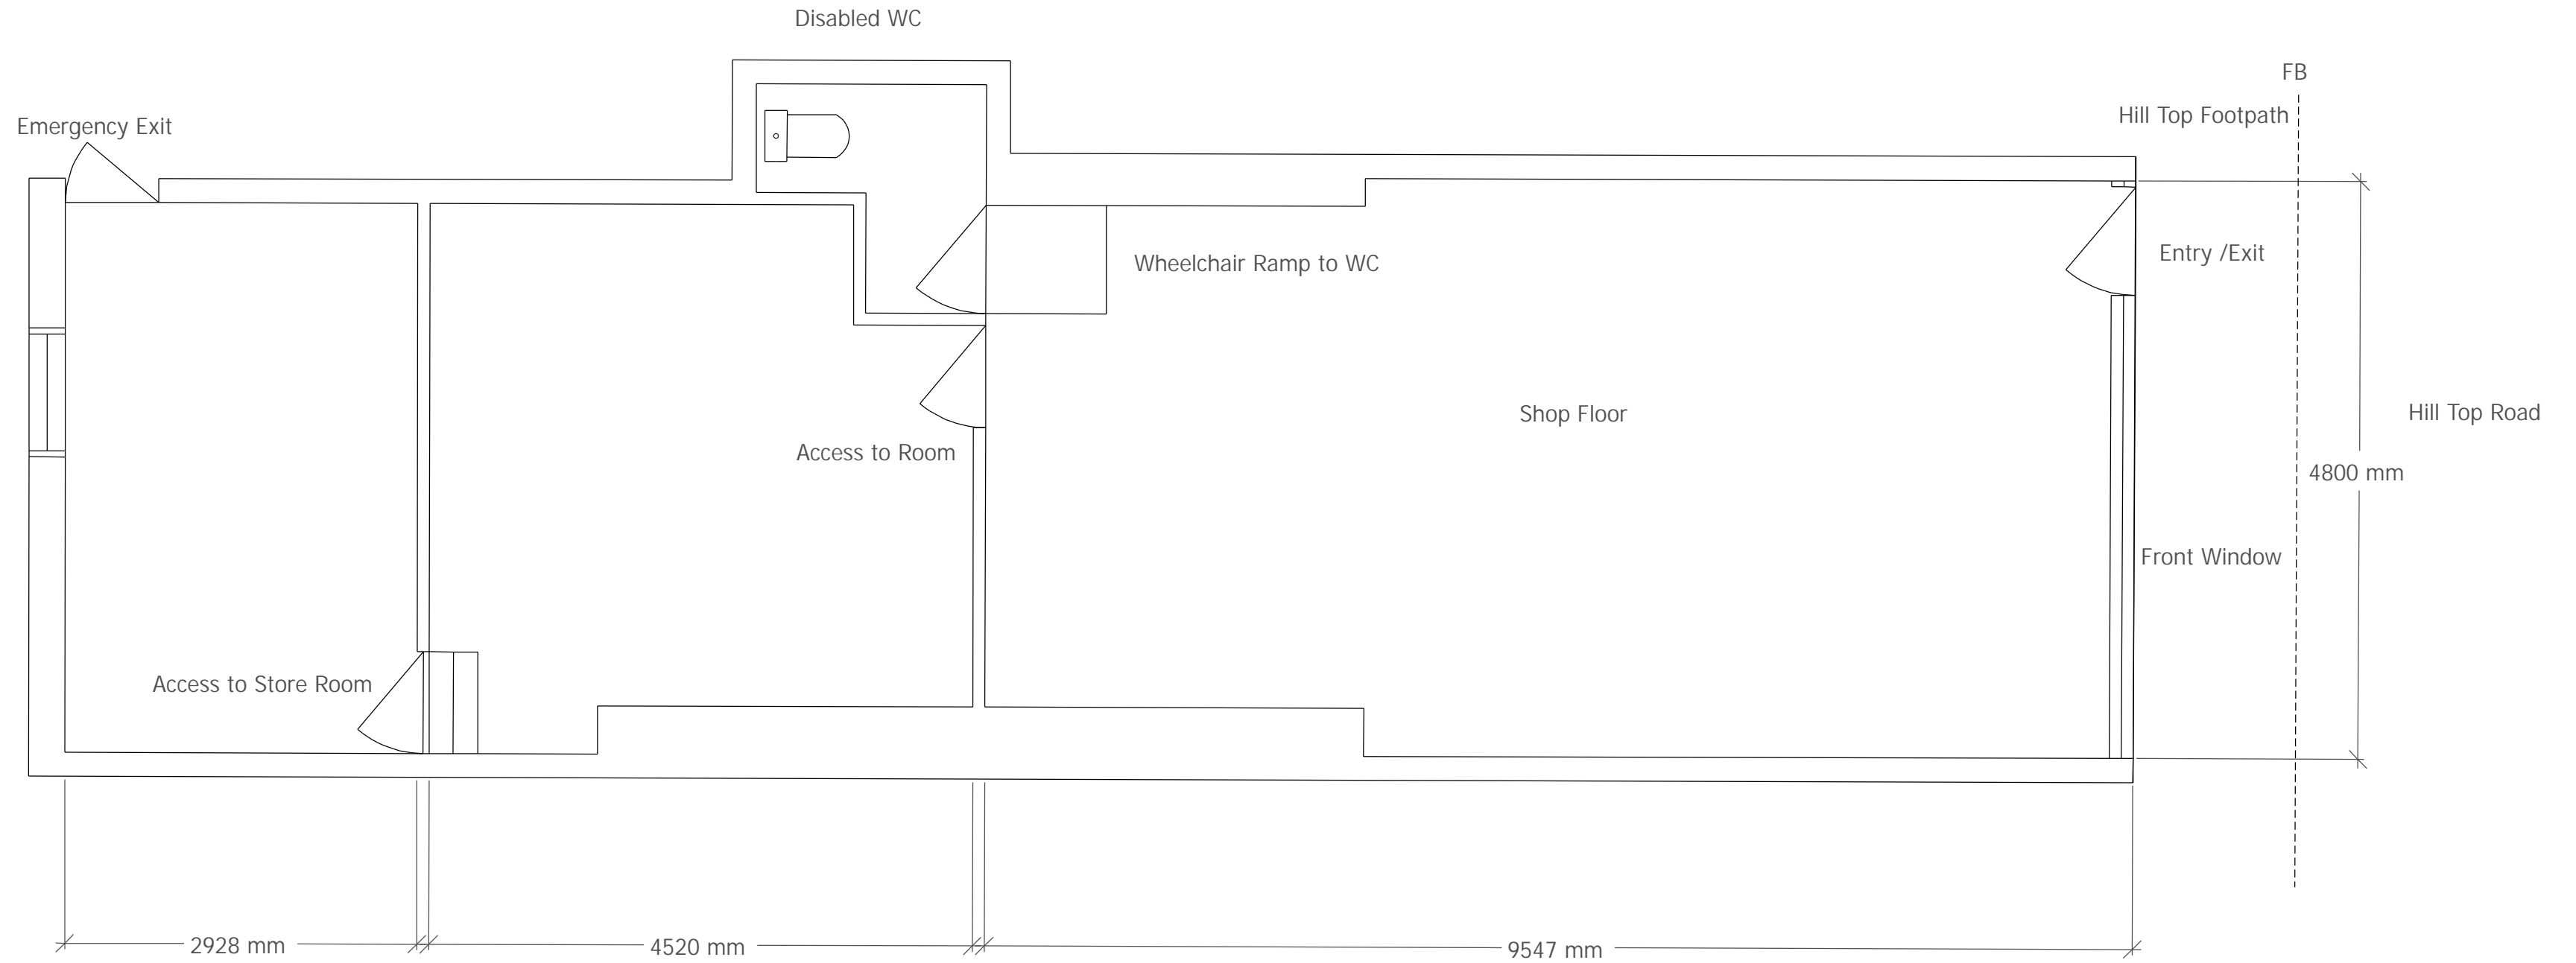 Disabled WC
FB
Hill Top Footpath
Emergency Exit
Wheelchair Ramp to WC
Entry /Exit
Shop Floor
Hill Top Road
Access to Room
4800 mm
Front Window
Access to Store Room
2928 mm
4520 mm
9547 mm